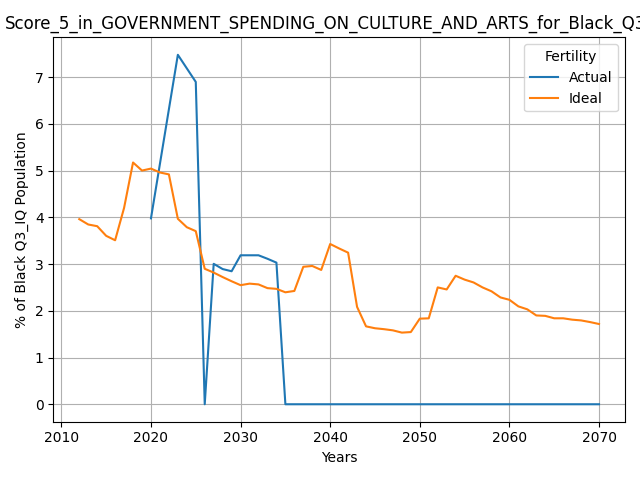 Score_5_in_GOVERNMENT_SPENDING_ON_CULTURE_AND_ARTS_for_Black_Q3
Fertility
Actual
Ideal
% of Black Q3_IQ Population
7
6
5
4
3
2
1
0
2010 2020 2030 2040 2050 2060 2070
Years